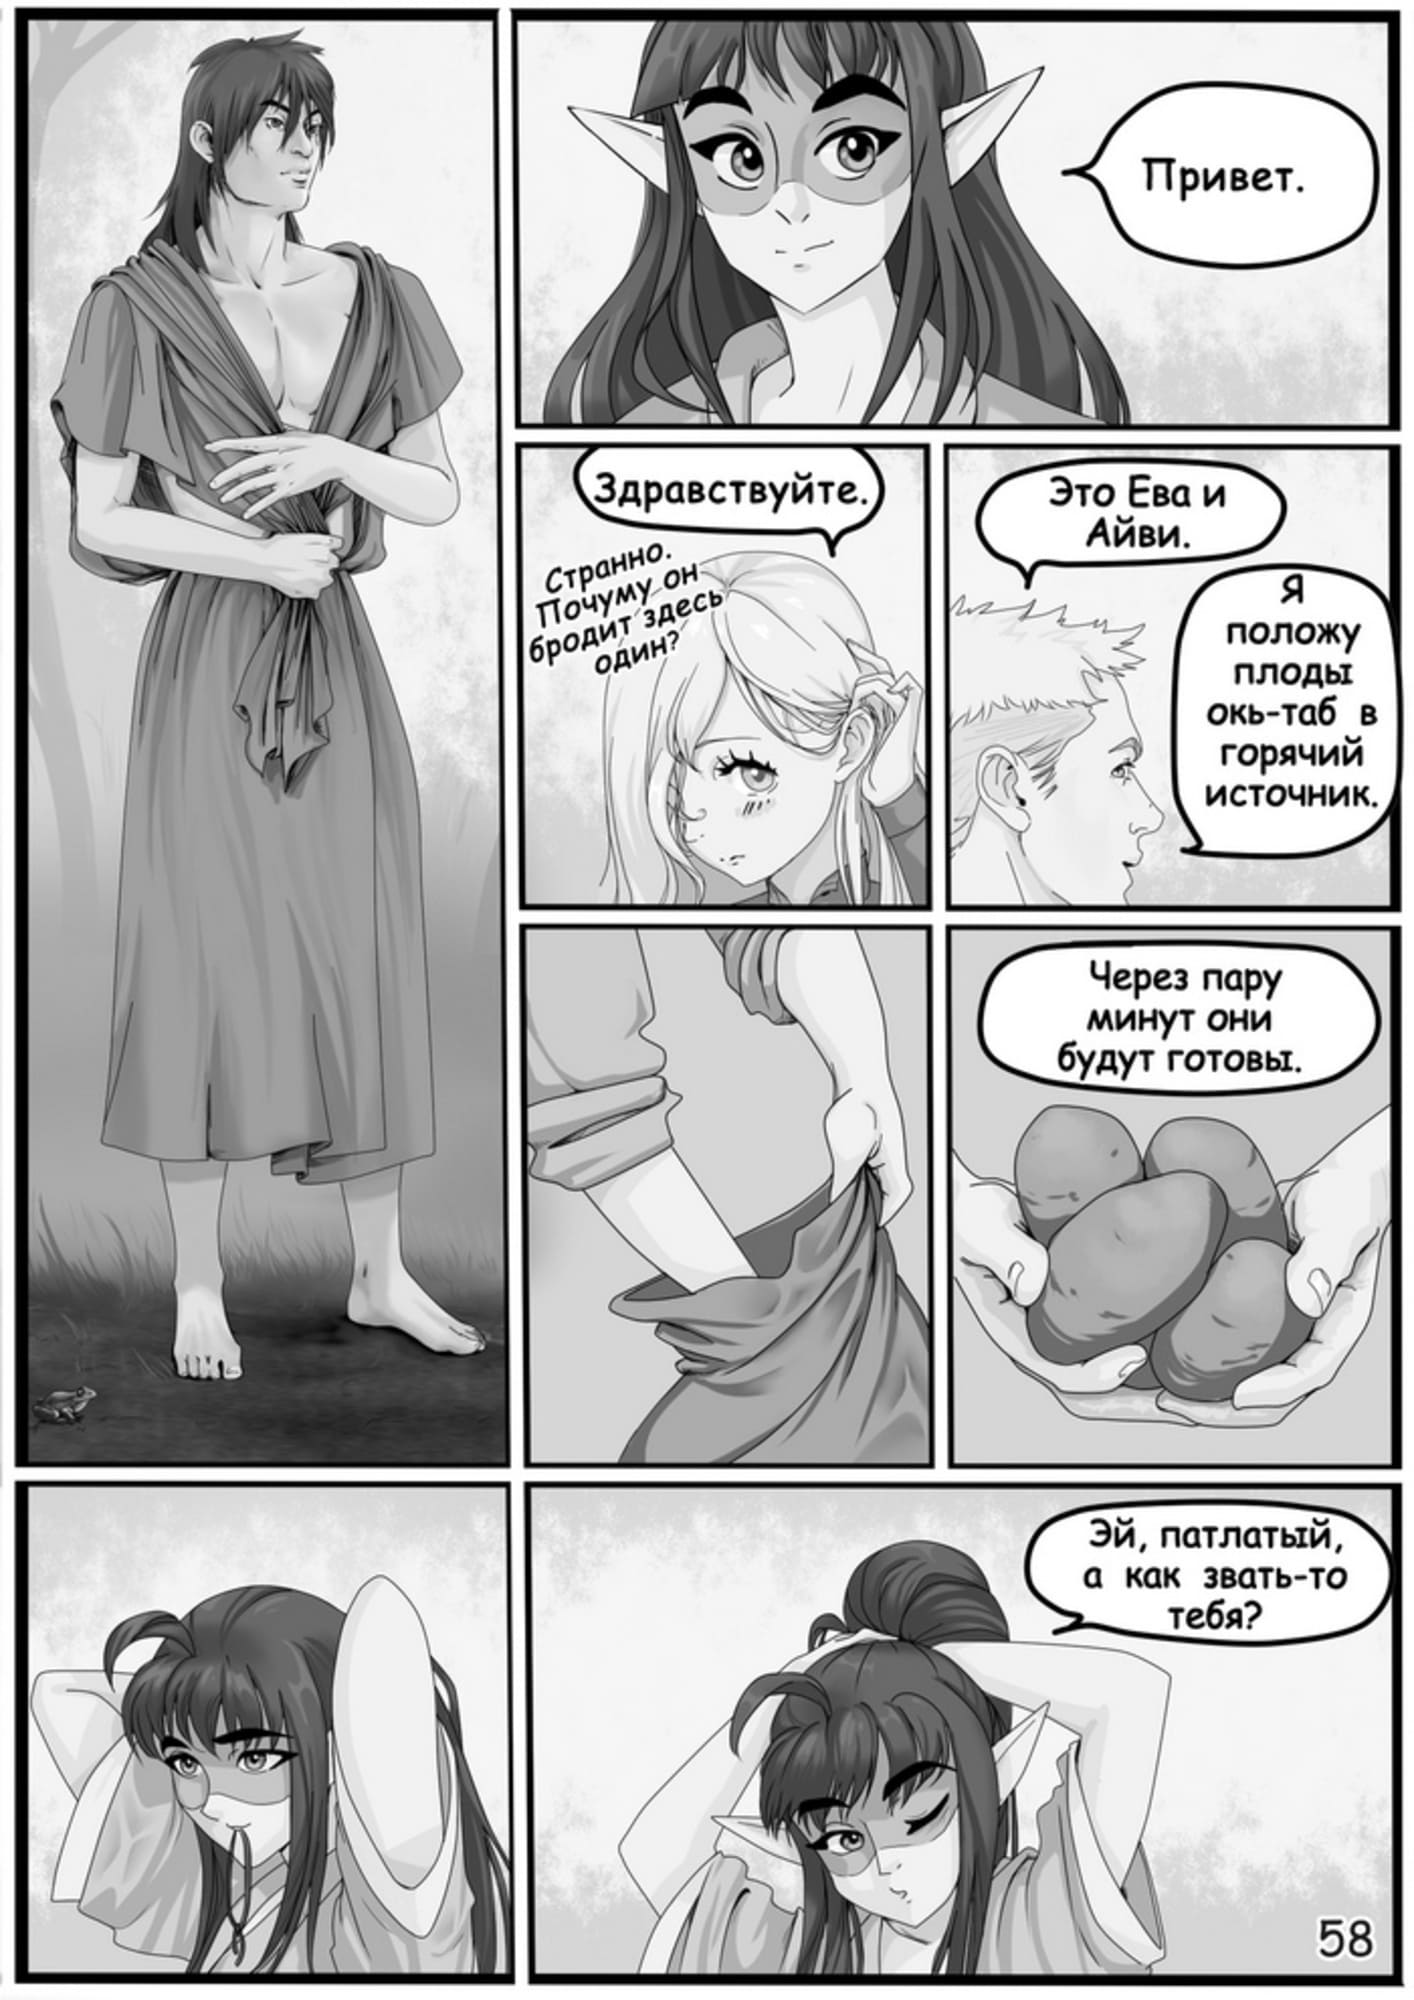 Привет.
Здравствуйте.
Странно.
Почуму он
бродит здесь
один?
Это Ева и
Айви.
Я
положу
плоды
окь-таб в
горячий
источник.
Через пару
минут они
будут готовы.
Эй, патлатый,
а как звать-то
тебя?
58